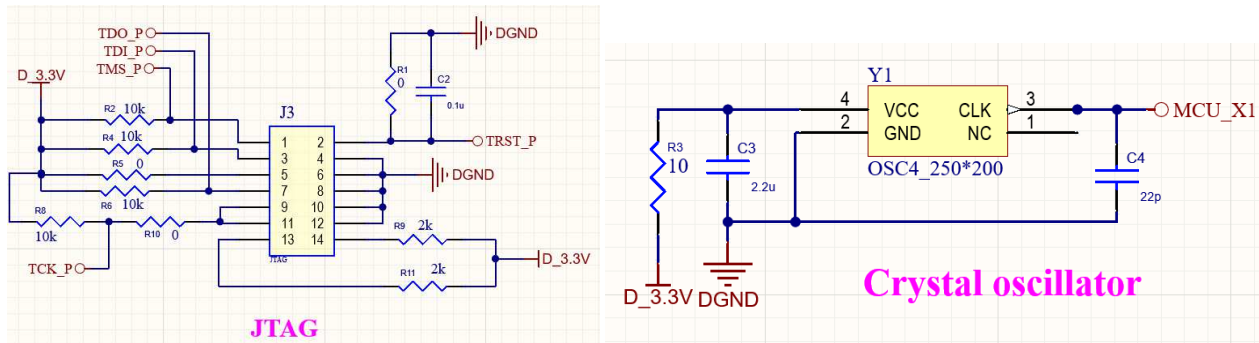 TDO_P
TDI_P
TMS_P
D_3.3V
R2 10k
R4 10k
R5 0
R6
10k
R8
10k
R10 0
TCK_P
R1
0
C2
0.1u
DGND
TRST_P
J3
1 2
3 4
5 6
7 8
9 10
11 12
13 14
JTAG
DGND
R9 2k
R11 2k
D_3.3V
JTAG
Y1
4 VCC CLK 3
2 GND NC 1
OSC4_250*200
MCU_X1
R3
10
C3
2.2u
C4
22p
D_3.3V DGND
Crystal oscillator